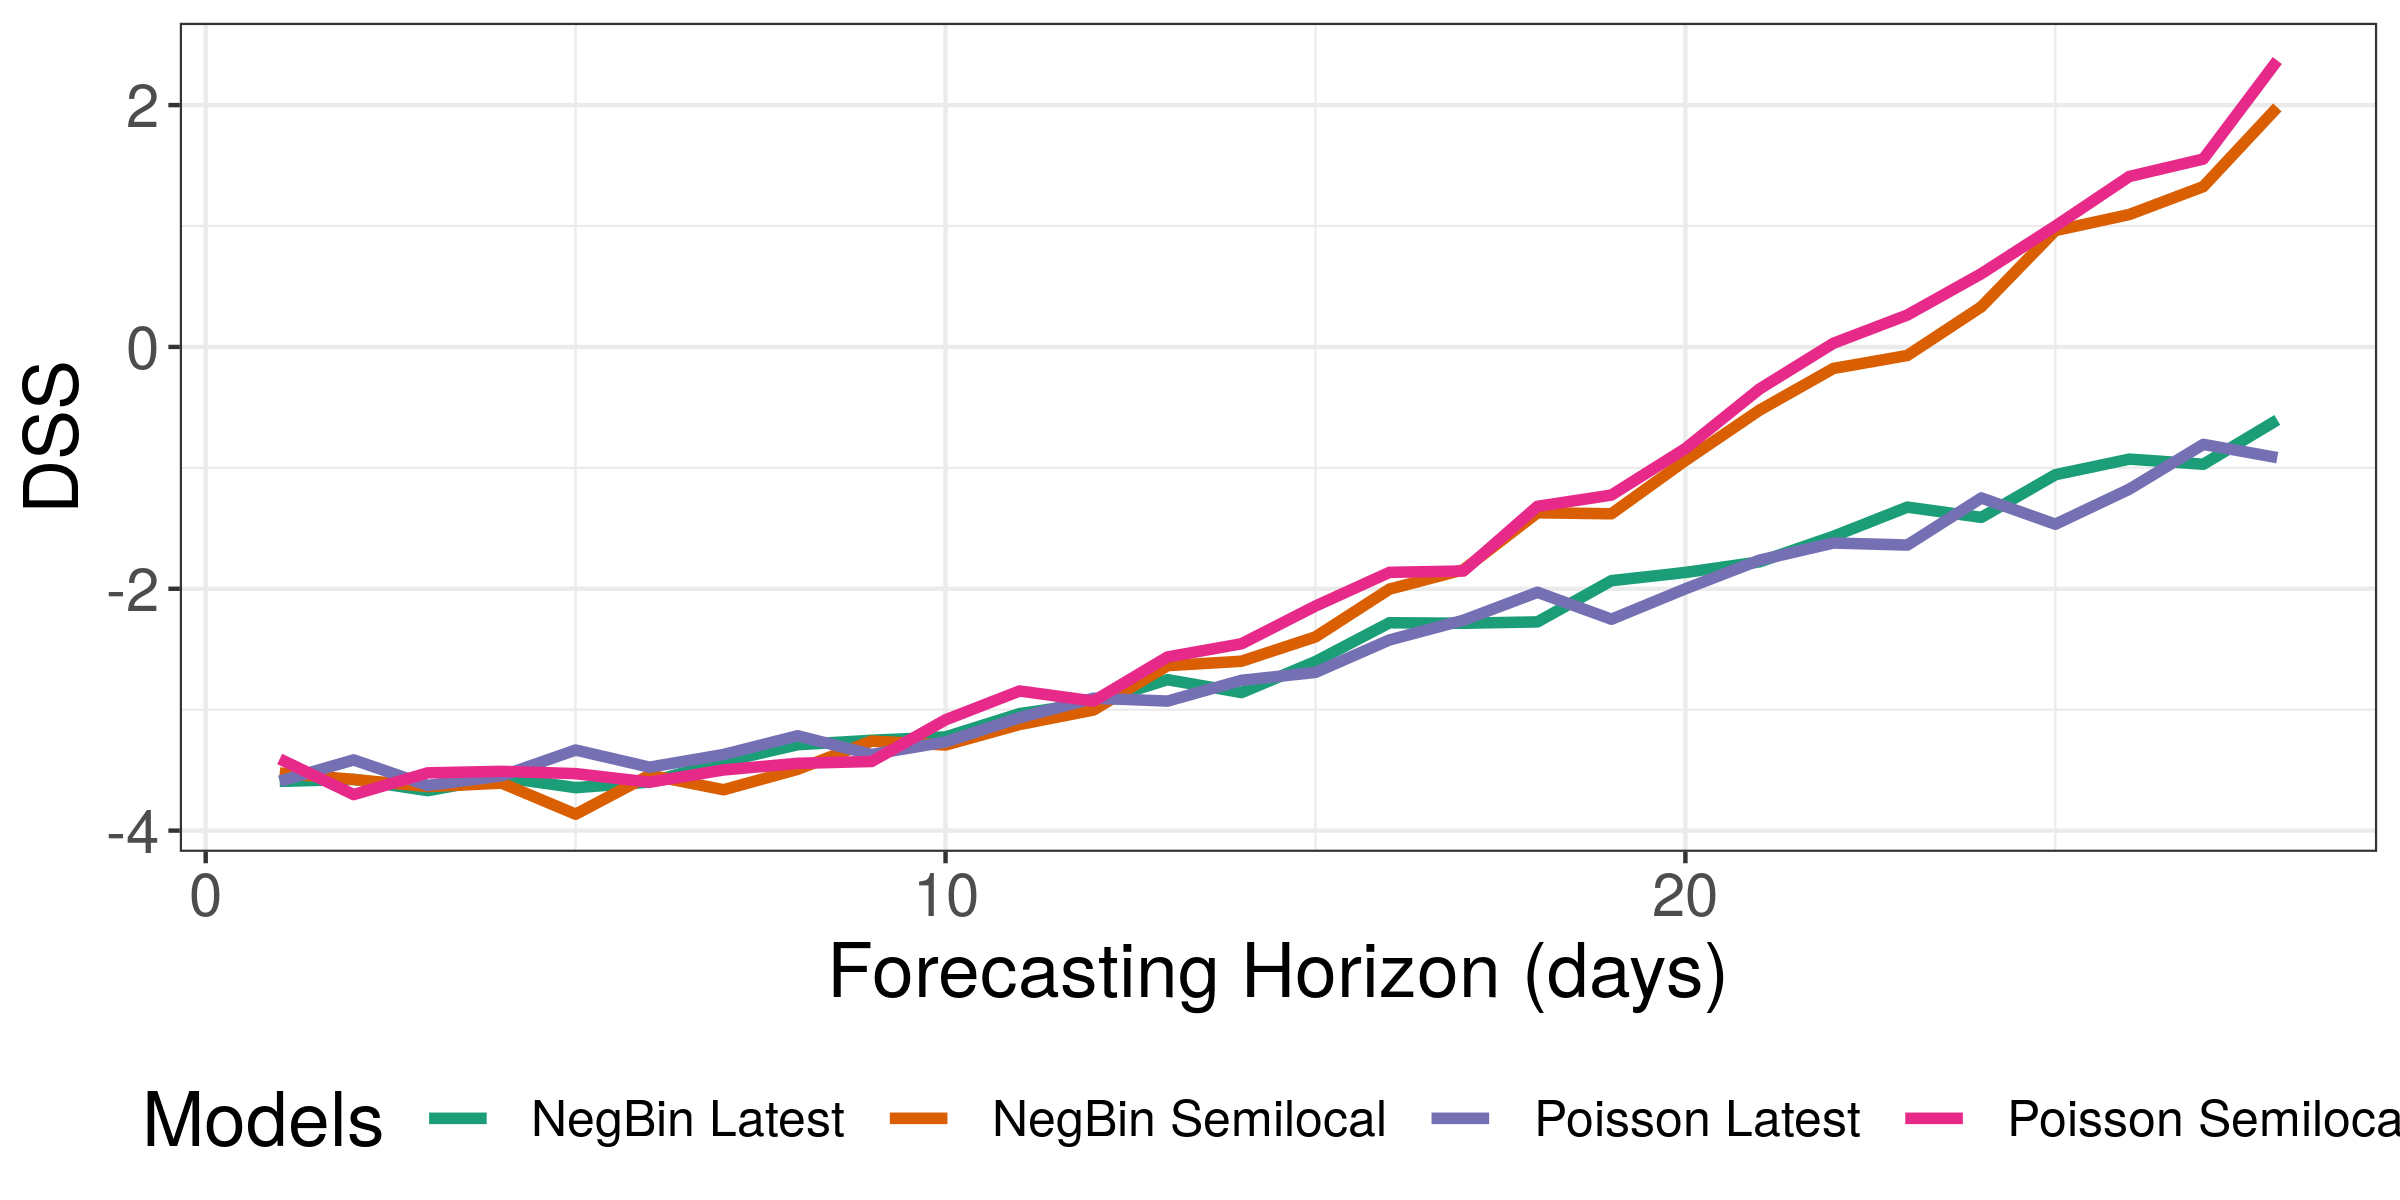 DSS
2
0
-2
-4
0 10 20
Forecasting Horizon (days)
Models NegBin Latest NegBin Semilocal Poisson Latest Poisson Semiloca